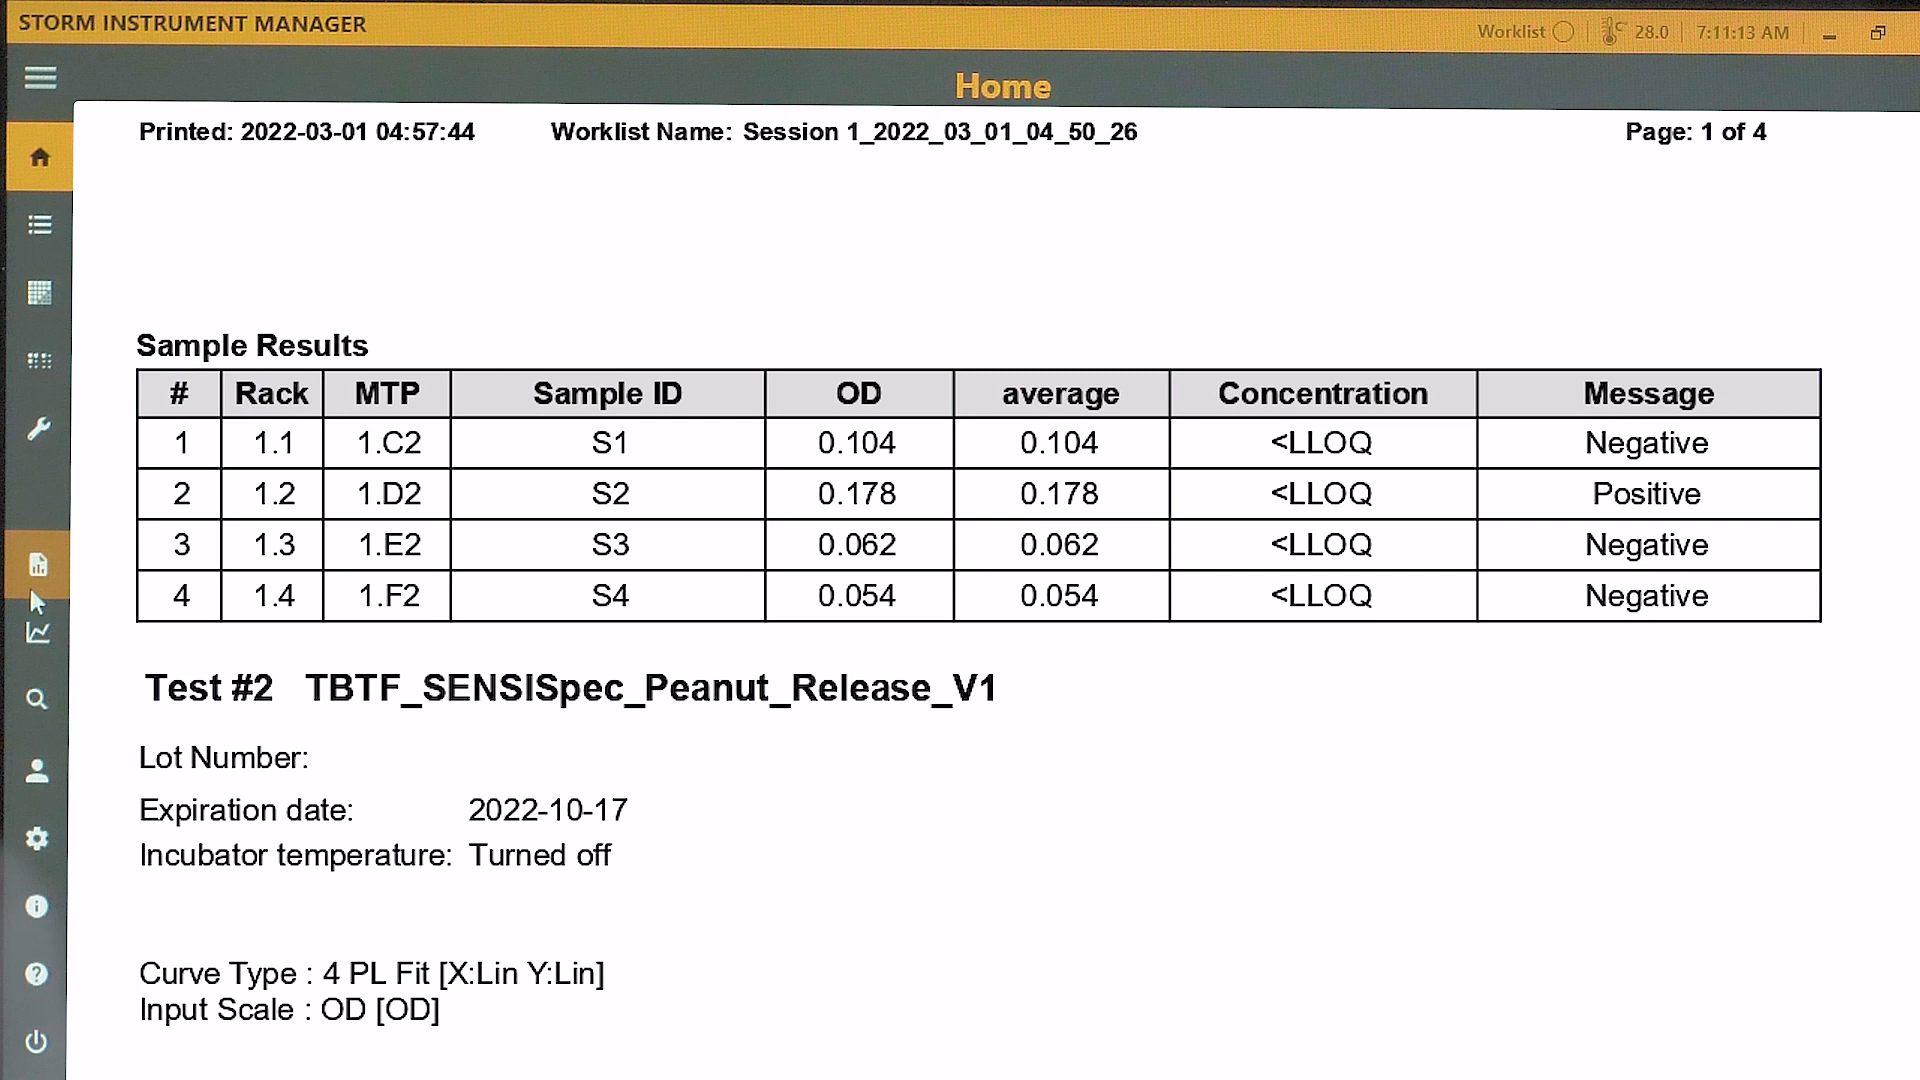 STORM INSTRUMENT MANAGER
Worklist C° 28.0 7:11:13 AM
Home
Printed: 2022-03-01 04:57:44 Worklist Name: Session 1_2022_03_01_04_50_26 Page: 1 of 4
Sample Results
# Rack MTP Sample ID OD average Concentration Message
1 1.1 1.C2 S1 0.104 0.104 <LLOQ Negative
2 1.2 1.D2 S2 0.178 0.178 <LLOQ Positive
3 1.3 1.E2 S3 0.062 0.062 <LLOQ Negative
4 1.4 1.F2 S4 0.054 0.054 <LLOQ Negative
Test #2 TBTF_SENSISpec_Peanut_Release_V1
Lot Number:
Expiration date: 2022-10-17
Incubator temperature: Turned off
Curve Type : 4 PL Fit [X:Lin Y:Lin]
Input Scale : OD [OD]